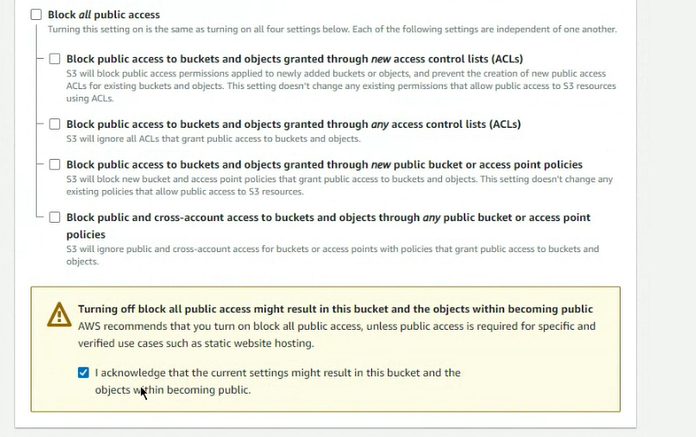 Block all public access
Turning this setting on is the same as turning on all four settings below. Each of the following settings are independent of one another.
Block public access to buckets and objects granted through new access control lists (ACLs)
S3 will block public access permissions applied to newly added buckets or objects, and prevent the creation of new public access
ACLs for existing buckets and objects. This setting doesn't change any existing permissions that allow public access to S3 resources
using ACLs.
Block public access to buckets and objects granted through any access control lists (ACLs)
S3 will ignore all ACLs that grant public access to buckets and objects.
Block public access to buckets and objects granted through new public bucket or access point policies
S3 will block new bucket and access point policies that grant public access to buckets and objects. This setting doesn't change any
existing policies that allow public access to S3 resources.
Block public and cross-account access to buckets and objects through any public bucket or access point
policies
S3 will ignore public and cross-account access for buckets or access points with policies that grant public access to buckets and
objects.
Turning off block all public access might result in this bucket and the objects within becoming public
AWS recommends that you turn on block all public access, unless public access is required for specific and
verified use cases such as static website hosting.
I acknowledge that the current settings might result in this bucket and the
objects within becoming public.